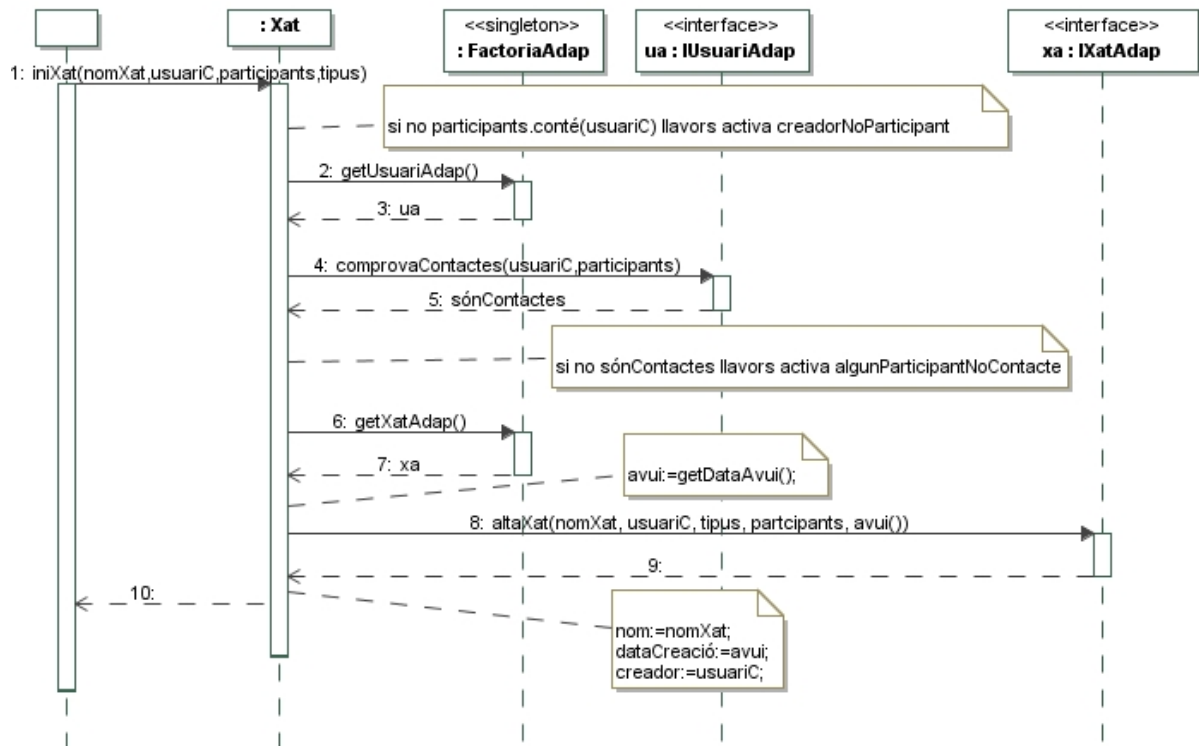 : Xat
<<singleton>>
: FactoriaAdap
<<interface>>
ua : IUsuariAdap
<<interface>>
xa : IXatAdap
1: iniXat(nomXat,usuariC,participants,tipus)
si no participants.conté(usuariC) llavors activa creadorNoParticipant
2: getUsuariAdap()
3: ua
4: comprovaContactes(usuariC,participants)
5: sónContactes
si no sónContactes llavors activa algunParticipantNoContacte
6: getXatAdap()
7: xa
avui:=getDataAvui();
8: altaXat(nomXat, usuariC, tipus, partcipants, avui())
9:
10:
nom:=nomXat;
dataCreació:=avui;
creador:=usuariC;